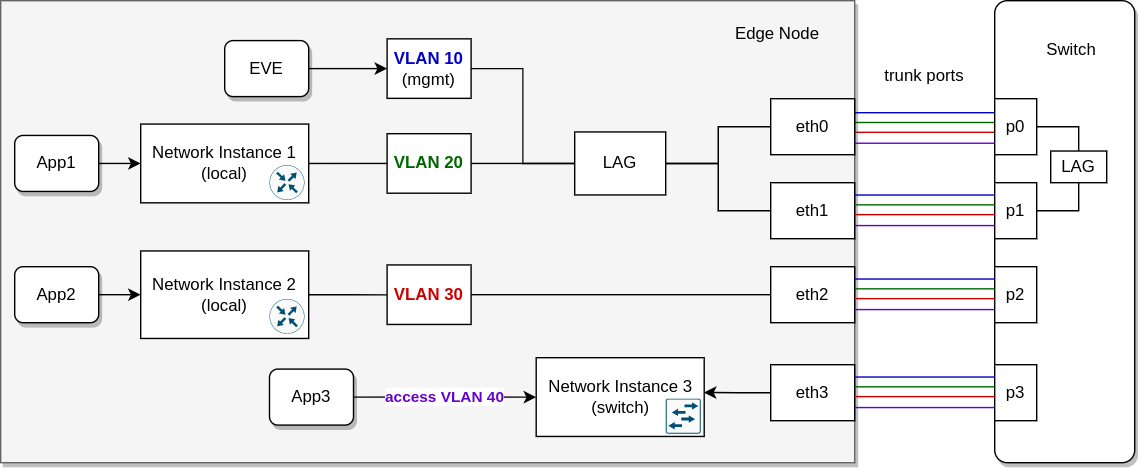 Edge Node
Switch
trunk ports
EVE
VLAN 10
(mgmt)
eth0
p0
App1
Network Instance 1
(local)
VLAN 20
LAG
LAG
eth1
p1
App2
Network Instance 2
(local)
VLAN 30
eth2
p2
App3
access VLAN 40
Network Instance 3
(switch)
eth3
p3